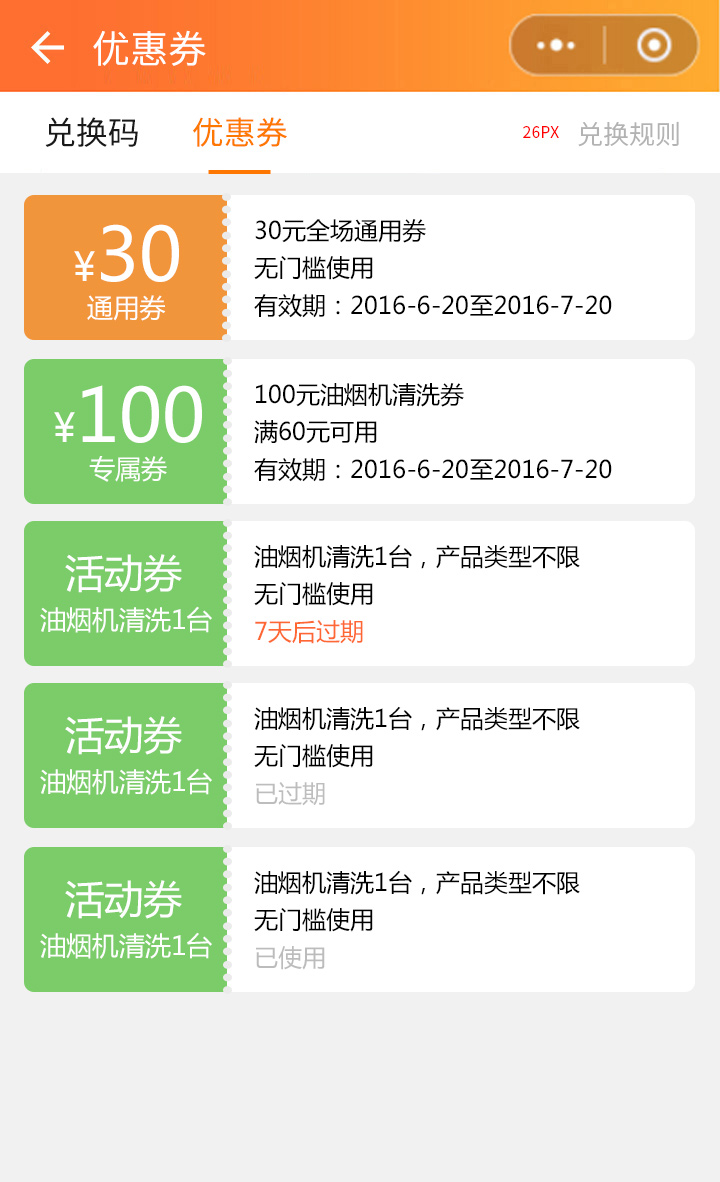 优惠券
兑换码 优惠券 26PX 兑换规则
¥30
通用券
30元全场通用券
无门槛使用
有效期：2016-6-20至2016-7-20
¥100
专属券
100元油烟机清洗券
满60元可用
有效期：2016-6-20至2016-7-20
活动券
油烟机清洗1台
油烟机清洗1台，产品类型不限
无门槛使用
7天后过期
活动券
油烟机清洗1台
油烟机清洗1台，产品类型不限
无门槛使用
已过期
活动券
油烟机清洗1台
油烟机清洗1台，产品类型不限
无门槛使用
已使用